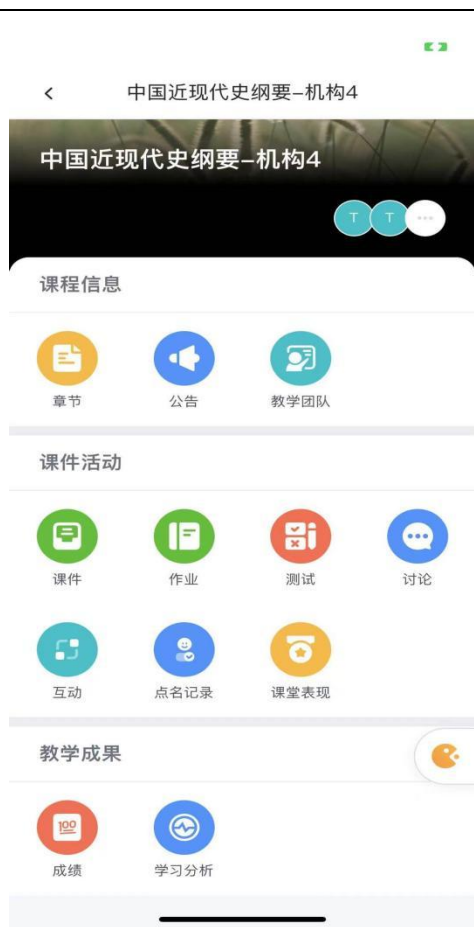 中国近现代史纲要–机构4
中国近现代史纲要–机构4
T T ...
课程信息
章节 公告 教学团队
课件活动
课件 作业 测试 讨论
互动 点名记录 课堂表现
教学成果
100
成绩 学习分析